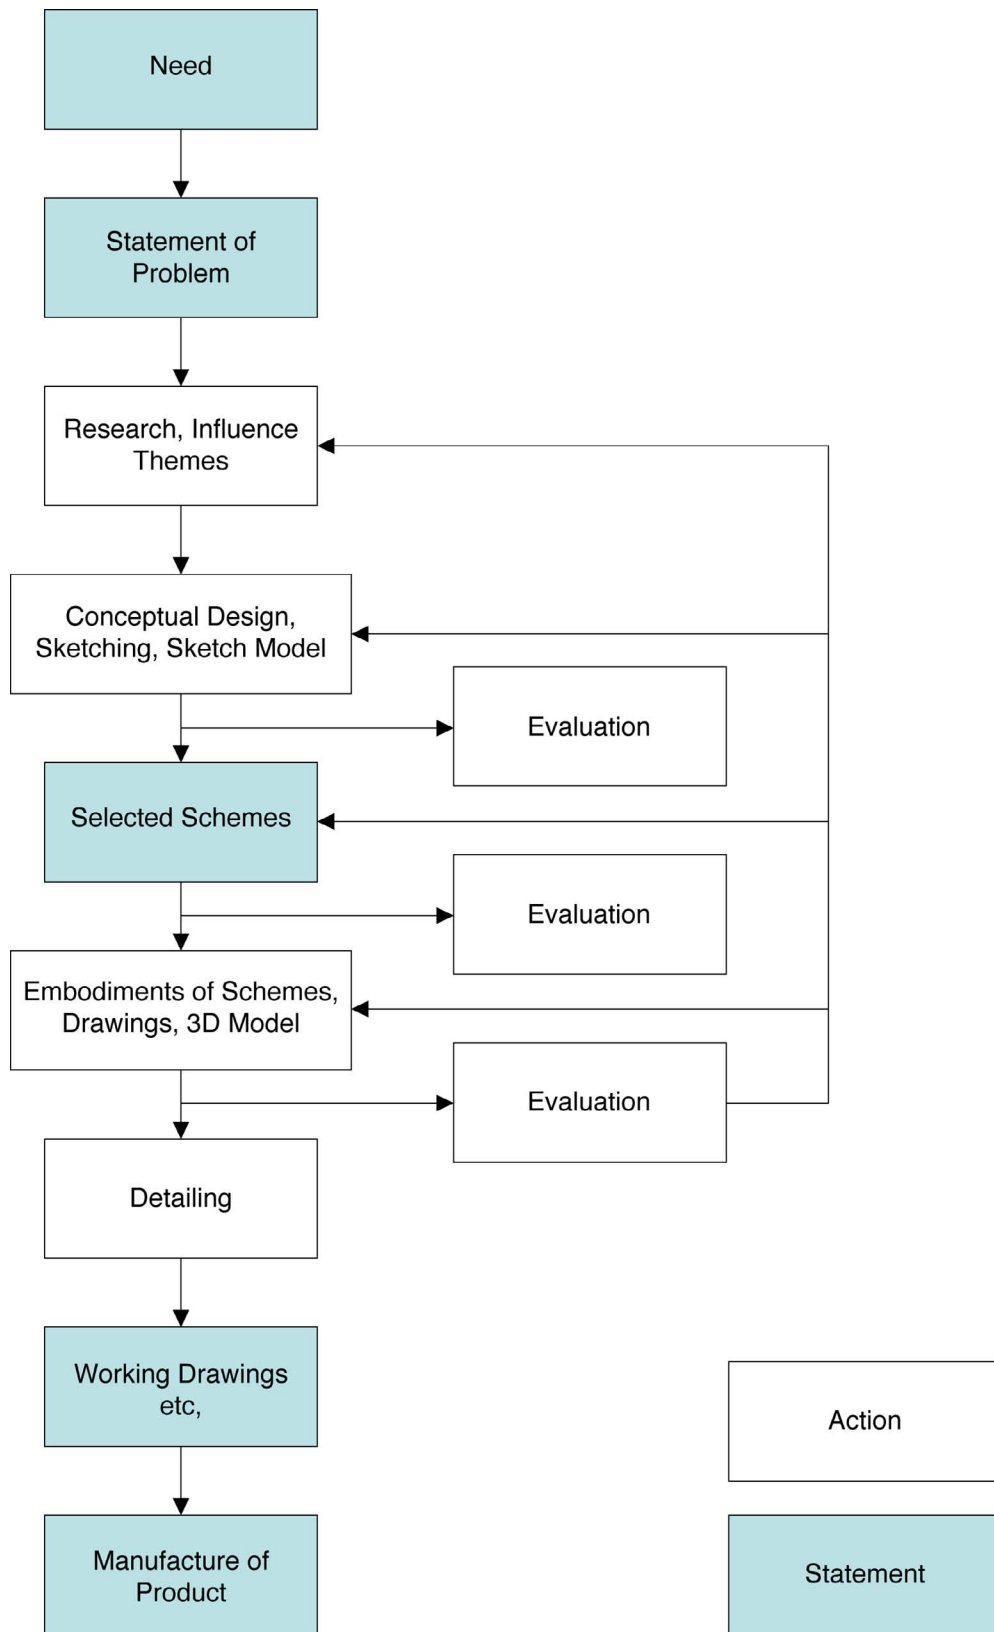 Need
Statement of
Problem
Research, Influence
Themes
Conceptual Design,
Sketching, Sketch Model
Evaluation
Selected Schemes
Evaluation
Embodiments of Schemes,
Drawings, 3D Model
Evaluation
Detailing
Working Drawings
etc,
Action
Manufacture of
Product
Statement